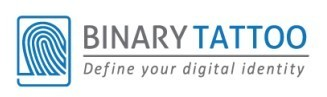 BINARY TATTOO
Define your digital identity